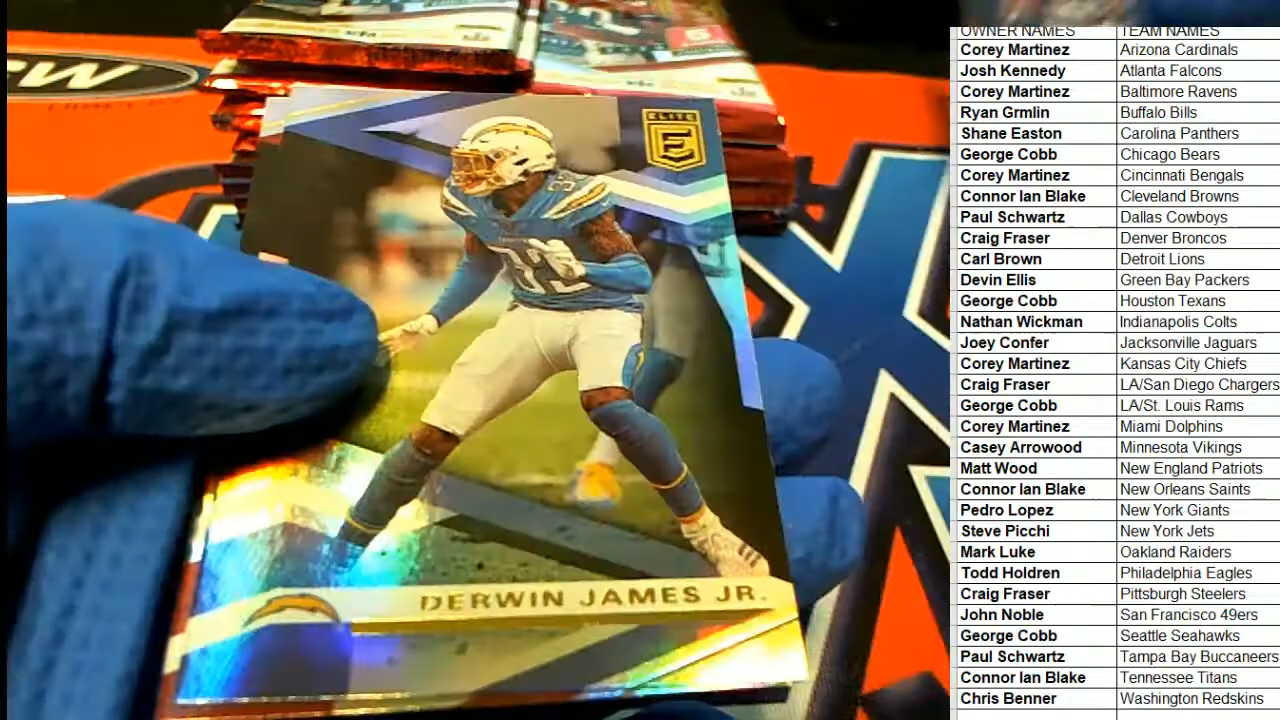 ELITE
E
33
DERWIN JAMES JR.
OWNER NAMES TEAM NAMES
Corey Martinez Arizona Cardinals
Josh Kennedy Atlanta Falcons
Corey Martinez Baltimore Ravens
Ryan Grmlin Buffalo Bills
Shane Easton Carolina Panthers
George Cobb Chicago Bears
Corey Martinez Cincinnati Bengals
Connor Ian Blake Cleveland Browns
Paul Schwartz Dallas Cowboys
Craig Fraser Denver Broncos
Carl Brown Detroit Lions
Devin Ellis Green Bay Packers
George Cobb Houston Texans
Nathan Wickman Indianapolis Colts
Joey Confer Jacksonville Jaguars
Corey Martinez Kansas City Chiefs
Craig Fraser LA/San Diego Chargers
George Cobb LA/St. Louis Rams
Corey Martinez Miami Dolphins
Casey Arrowood Minnesota Vikings
Matt Wood New England Patriots
Connor Ian Blake New Orleans Saints
Pedro Lopez New York Giants
Steve Picchi New York Jets
Mark Luke Oakland Raiders
Todd Holdren Philadelphia Eagles
Craig Fraser Pittsburgh Steelers
John Noble San Francisco 49ers
George Cobb Seattle Seahawks
Paul Schwartz Tampa Bay Buccaneers
Connor Ian Blake Tennessee Titans
Chris Benner Washington Redskins